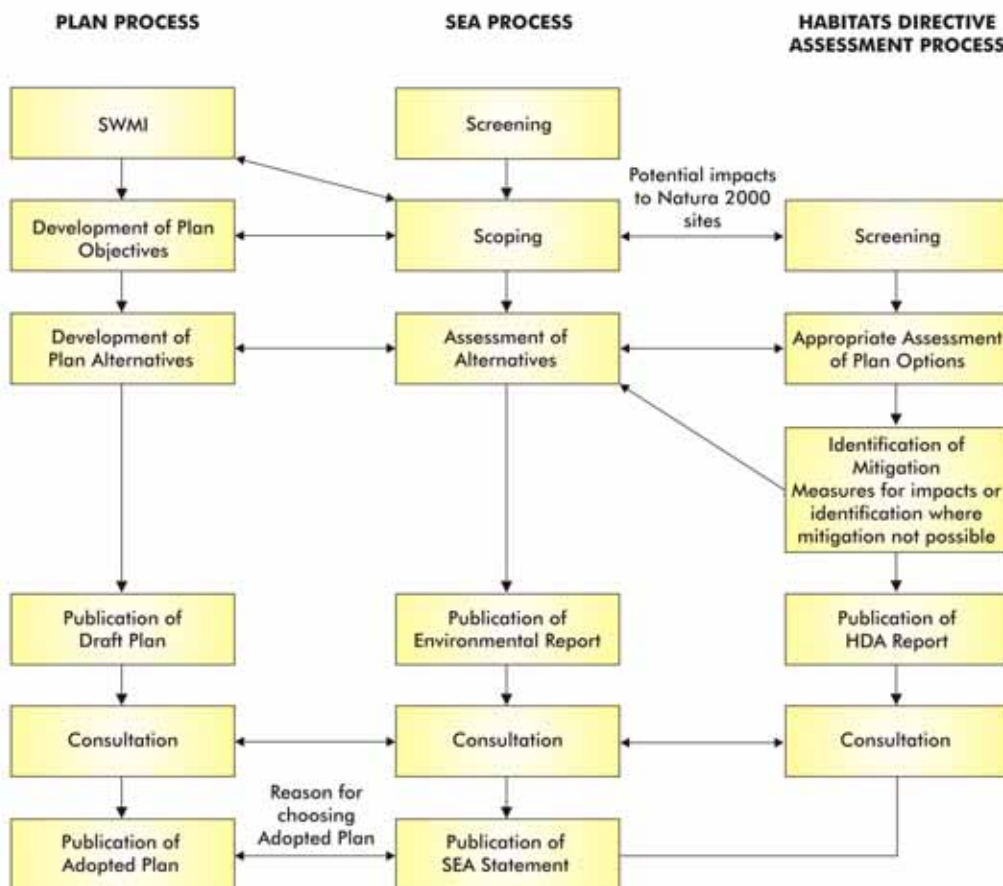 PLAN PROCESS
SEA PROCESS
HABITATS DIRECTIVE
ASSESSMENT PROCESS
SWMI
Screening
Potential impacts
to Natura 2000
sites
Development of Plan
Objectives
Scoping
Screening
Development of
Plan Alternatives
Assessment of
Alternatives
Appropriate Assessment
of Plan Options
Identification of
Mitigation
Measures for impacts or
identification where
mitigation not possible
Publication of
Draft Plan
Publication of
Environmental Report
Publication of
HDA Report
Consultation
Consultation
Consultation
Reason for
choosing
Adopted Plan
Publication of
Adopted Plan
Publication of
SEA Statement